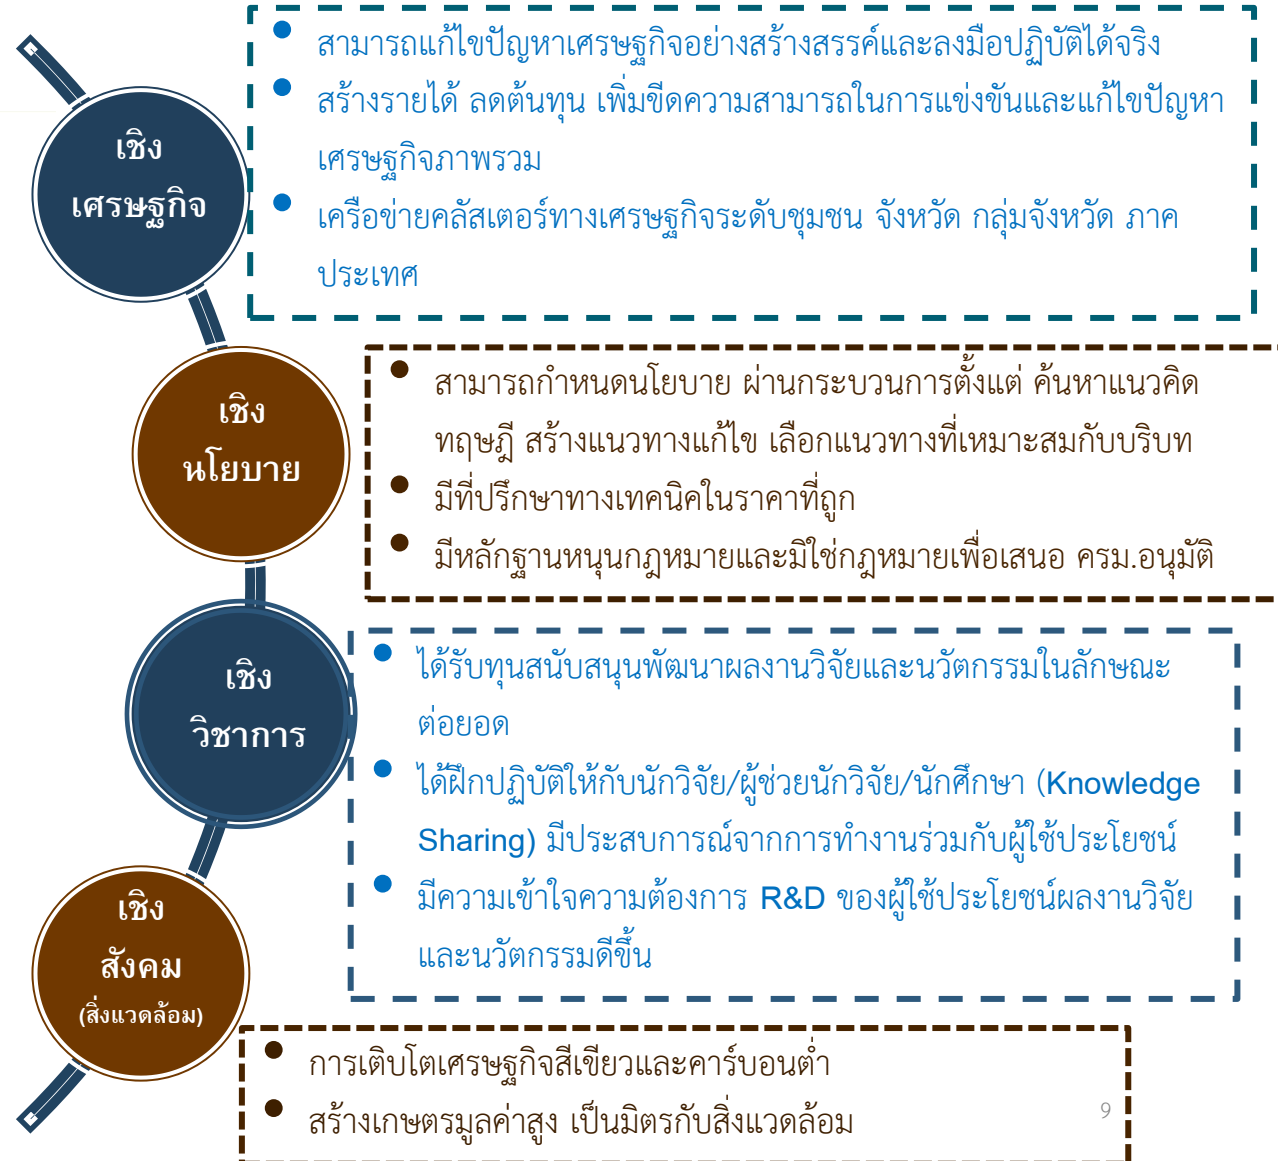 เชิง
เศรษฐกิจ
สามารถแก้ไขปัญหาเศรษฐกิจอย่างสร้างสรรค์และลงมือปฏิบัติได้จริง
สร้างรายได้ ลดต้นทุน เพิ่มขีดความสามารถในการแข่งขันและแก้ไขปัญหา
เศรษฐกิจภาพรวม
เครือข่ายคลัสเตอร์ทางเศรษฐกิจระดับชุมชน จังหวัด กลุ่มจังหวัด ภาค
ประเทศ
เชิง
นโยบาย
สามารถกำหนดนโยบาย ผ่านกระบวนการตั้งแต่ ค้นหาแนวคิด
ทฤษฎี สร้างแนวทางแก้ไข เลือกแนวทางที่เหมาะสมกับบริบท
มีที่ปรึกษาทางเทคนิคในราคาที่ถูก
มีหลักฐานหนุนกฎหมายและมิใช่กฎหมายเพื่อเสนอ ครม.อนุมัติ
เชิง
วิชาการ
ได้รับทุนสนับสนุนพัฒนาผลงานวิจัยและนวัตกรรมในลักษณะ
ต่อยอด
ได้ฝึกปฏิบัติให้กับนักวิจัย/ผู้ช่วยนักวิจัย/นักศึกษา (Knowledge
Sharing) มีประสบการณ์จากการทำงานร่วมกับผู้ใช้ประโยชน์
มีความเข้าใจความต้องการ R&D ของผู้ใช้ประโยชน์ผลงานวิจัย
และนวัตกรรมดีขึ้น
เชิง
สังคม
(สิ่งแวดล้อม)
การเติบโตเศรษฐกิจสีเขียวและคาร์บอนต่ำ
สร้างเกษตรมูลค่าสูง เป็นมิตรกับสิ่งแวดล้อม
9